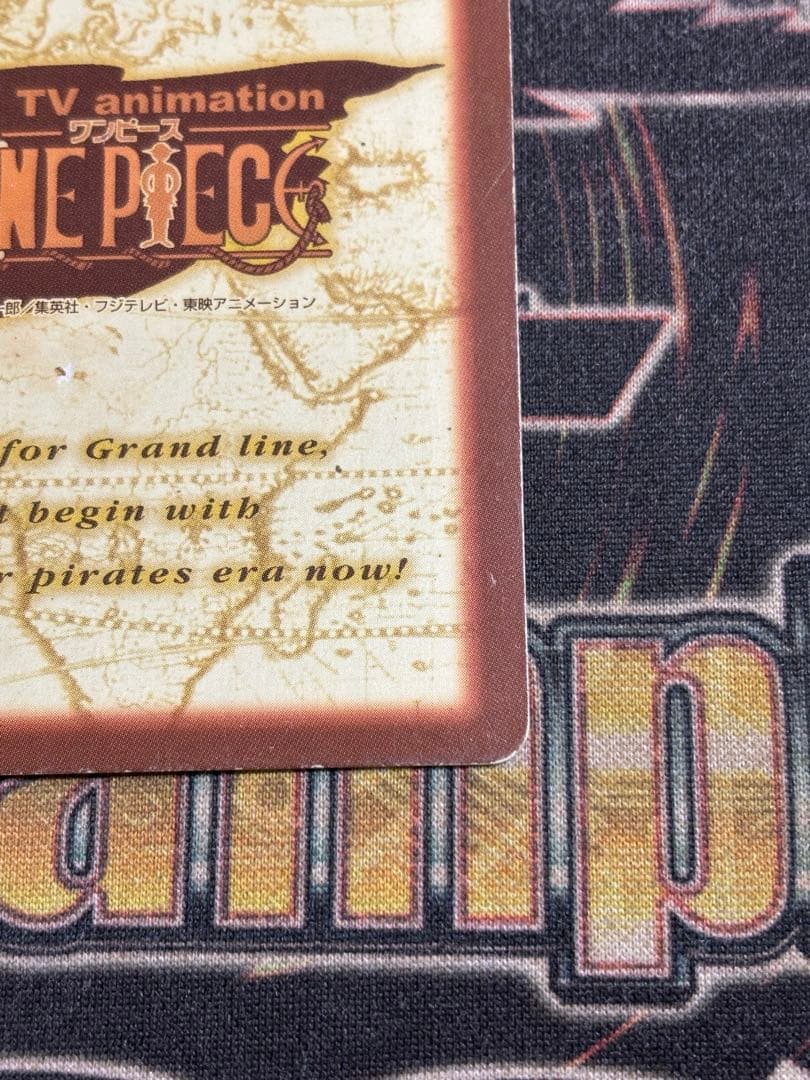 TV animation
ワンピース
NE PIECE
郎／集英社・フジテレビ・東映アニメーション
for Grand line,
t begin with
r pirates era now!
amp